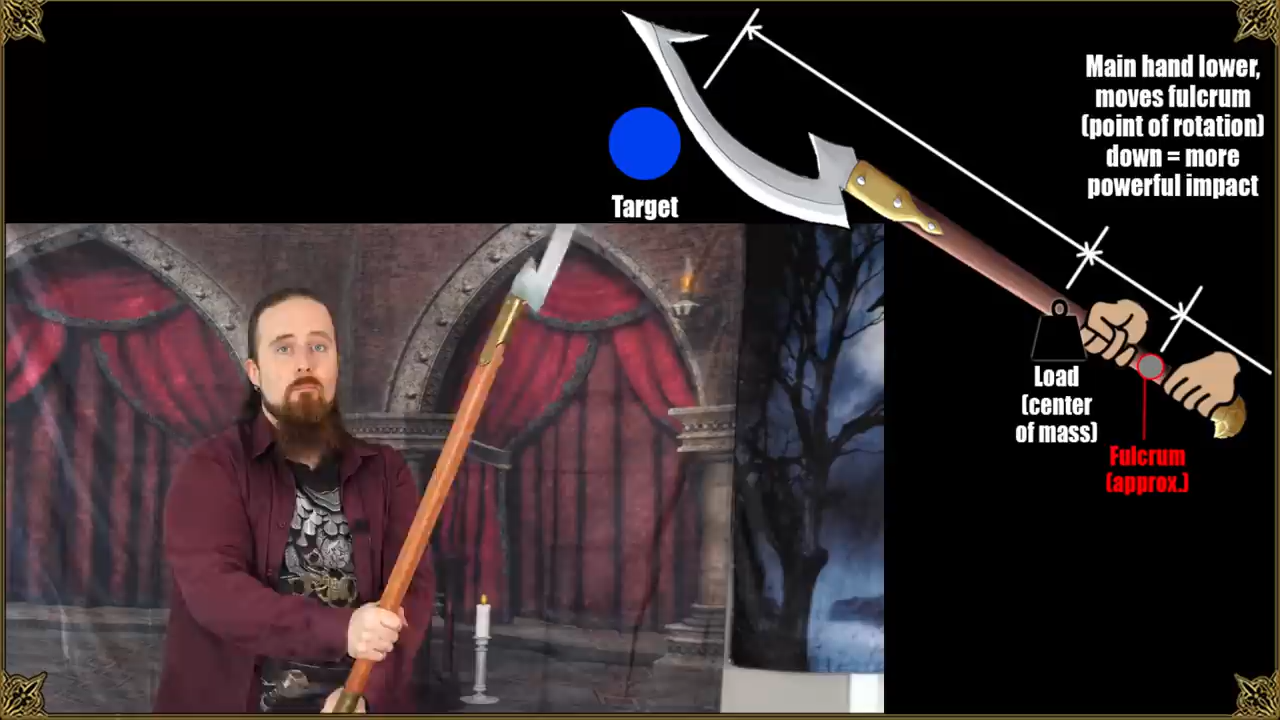 Main hand lower,
moves fulcrum
(point of rotation)
down = more
powerful impact
Target
Load
(center
of mass)
Fulcrum
(approx.)